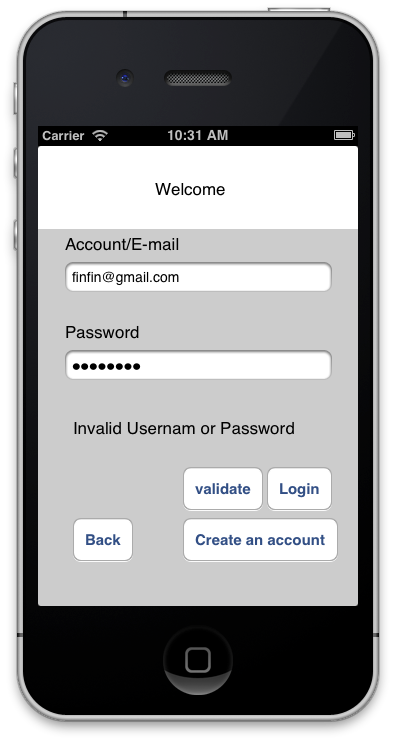 Carrier 10:31 AM
Welcome
Account/E-mail
finfin@gmail.com
Password
••••••••
Invalid Usernam or Password
validate Login
Back Create an account